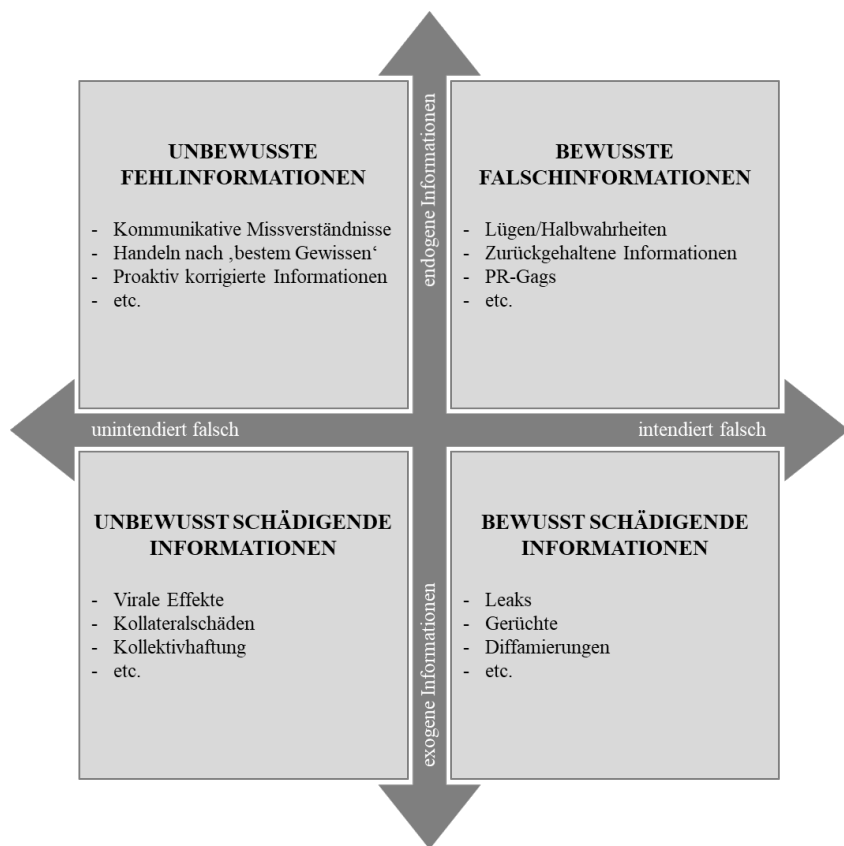 UNBEWUSSTE
FEHLINFORMATIONEN
- Kommunikative Missverständnisse
- Handeln nach ‚bestem Gewissen‘
- Proaktiv korrigierte Informationen
- etc.
endogene Informationen
BEWUSSTE
FALSCHINFORMATIONEN
- Lügen/Halbwahrheiten
- Zurückgehaltene Informationen
- PR-Gags
- etc.
unintendiert falsch
intendiert falsch
UNBEWUSST SCHÄDIGENDE
INFORMATIONEN
- Virale Effekte
- Kollateralschäden
- Kollektivhaftung
- etc.
exogene Informationen
BEWUSST SCHÄDIGENDE
INFORMATIONEN
- Leaks
- Gerüchte
- Diffamierungen
- etc.